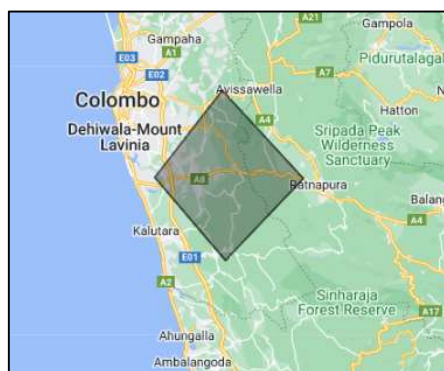 Gampola
A21
Gampaha
E03
A1
E02
Pidurutalagal
A7
Avissawella
Colombo
A4
Hatton
Dehiwala-Mount
Lavinia
Sripada Peak
Wilderness
Sanctuary
A8
Ratnapura
Balang
A4
Kalutara
E01
A2
Sinharaja
Forest Reserve
A17
Ahungalla
Ambalangoda